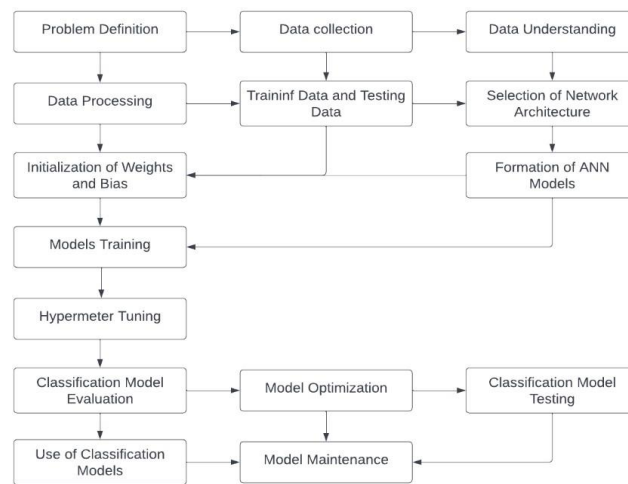 Problem Definition
Data collection
Data Understanding
Data Processing
Traininf Data and Testing
Data
Selection of Network
Architecture
Initialization of Weights
and Bias
Formation of ANN
Models
Models Training
Hypermeter Tuning
Classification Model
Evaluation
Model Optimization
Classification Model
Testing
Use of Classification
Models
Model Maintenance